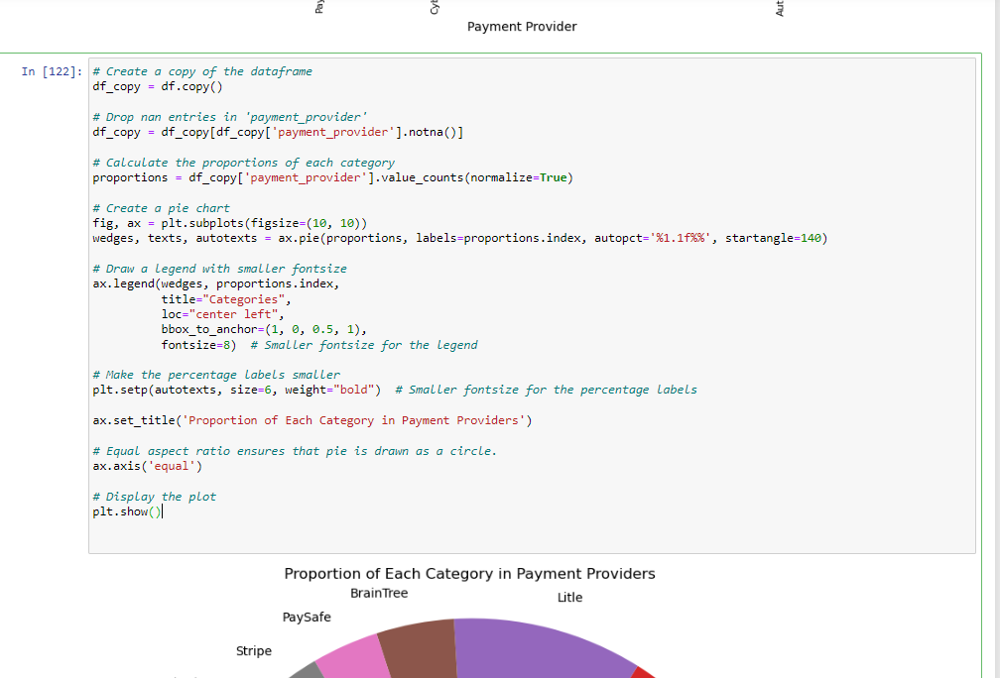 Payment Provider
In [122]: # Create a copy of the dataframe
df_copy = df.copy()
# Drop nan entries in 'payment_provider'
df_copy = df_copy[df_copy['payment_provider'].notna()]
# Calculate the proportions of each category
proportions = df_copy['payment_provider'].value_counts(normalize=True)
# Create a pie chart
fig, ax = plt.subplots(figsize=(10, 10))
wedges, texts, autotexts = ax.pie(proportions, labels=proportions.index, autopct='%1.1f%%', startangle=140)
# Draw a legend with smaller fontsize
ax.legend(wedges, proportions.index,
title="Categories",
loc="center left",
bbox_to_anchor=(1, 0, 0.5, 1),
fontsize=8)  # Smaller fontsize for the legend
# Make the percentage labels smaller
plt.setp(autotexts, size=6, weight="bold")  # Smaller fontsize for the percentage labels
ax.set_title('Proportion of Each Category in Payment Providers')
# Equal aspect ratio ensures that pie is drawn as a circle.
ax.axis('equal')
# Display the plot
plt.show()
Proportion of Each Category in Payment Providers
BrainTree
Litle
PaySafe
Stripe